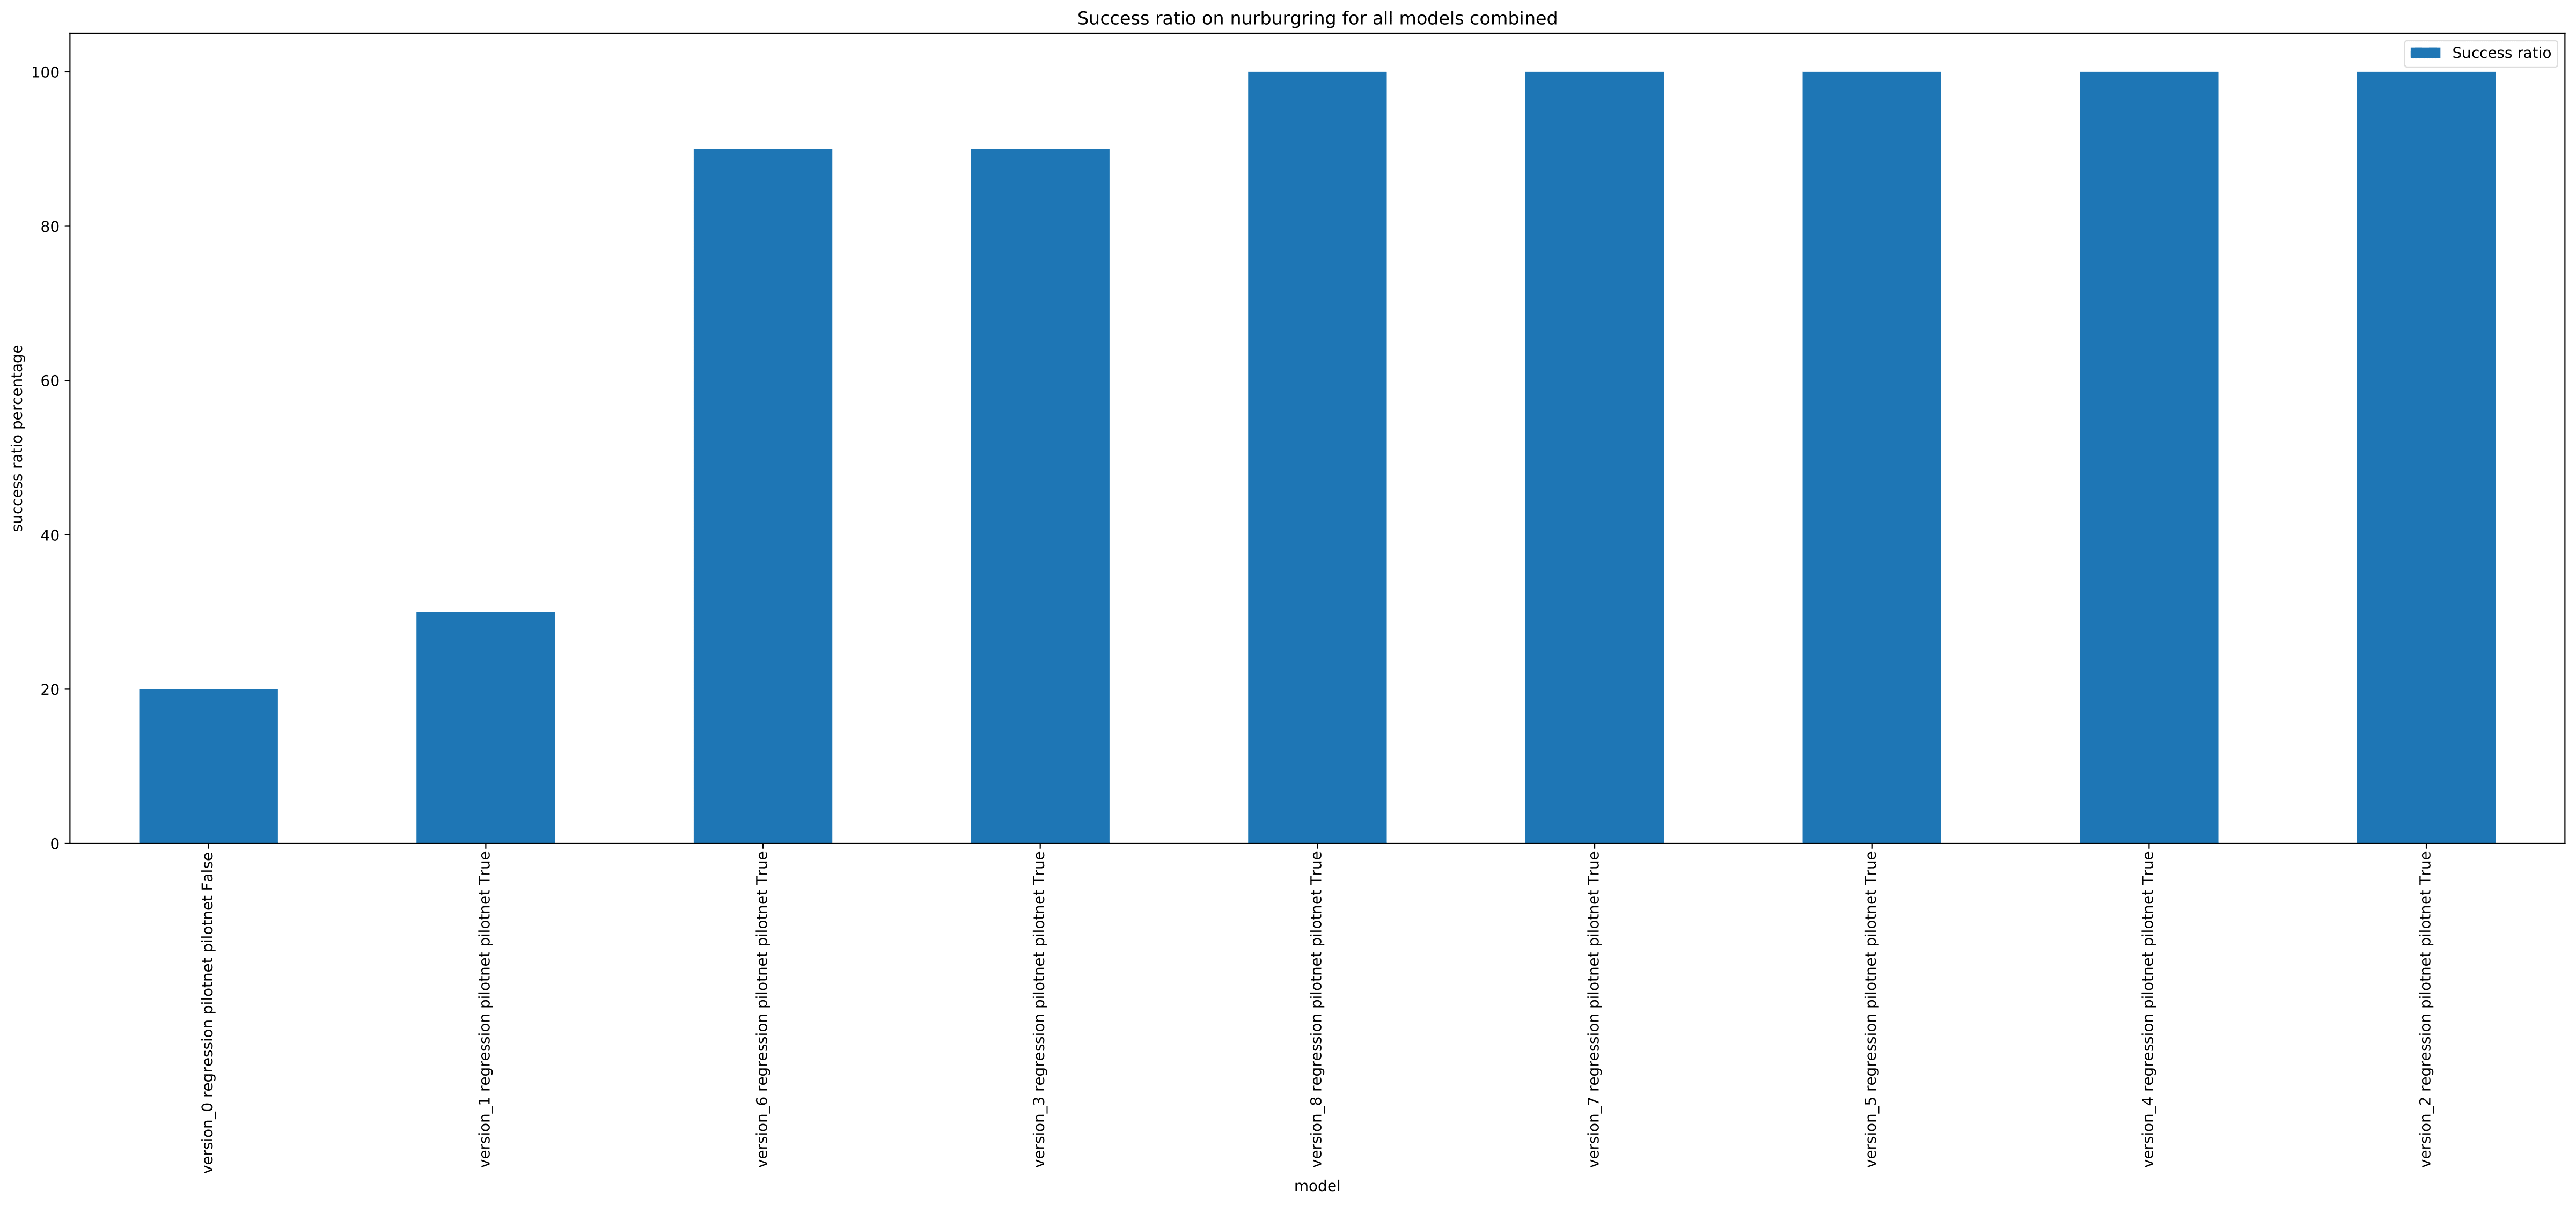 Success ratio on nurburgring for all models combined
Success ratio
success ratio percentage
100
80
60
40
20
0
version_0 regression pilotnet pilotnet False
version_1 regression pilotnet pilotnet True
version_6 regression pilotnet pilotnet True
version_3 regression pilotnet pilotnet True
version_8 regression pilotnet pilotnet True
version_7 regression pilotnet pilotnet True
version_5 regression pilotnet pilotnet True
version_4 regression pilotnet pilotnet True
version_2 regression pilotnet pilotnet True
model